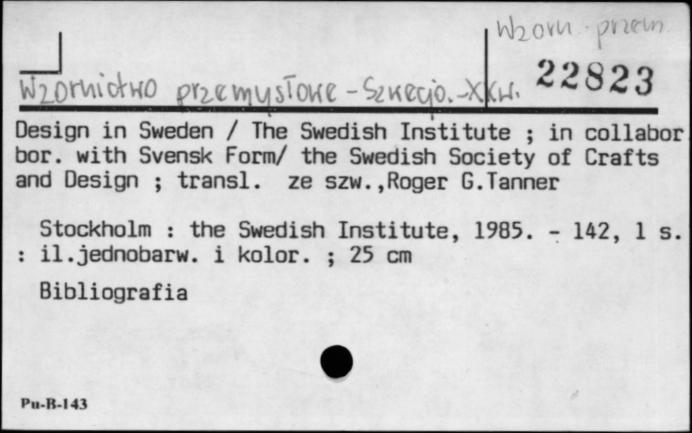 Wzorn. przem.
Wzornictwo przemysłowe - Szwecja. - XX w. 22823
Design in Sweden / The Swedish Institute ; in collabor
bor. with Svensk Form/ the Swedish Society of Crafts
and Design ; transl. ze szw.,Roger G.Tanner
Stockholm : the Swedish Institute, 1985. - 142, 1 s.
: il.jednobarw. i kolor. ; 25 cm
Bibliografia
Pu-B-143